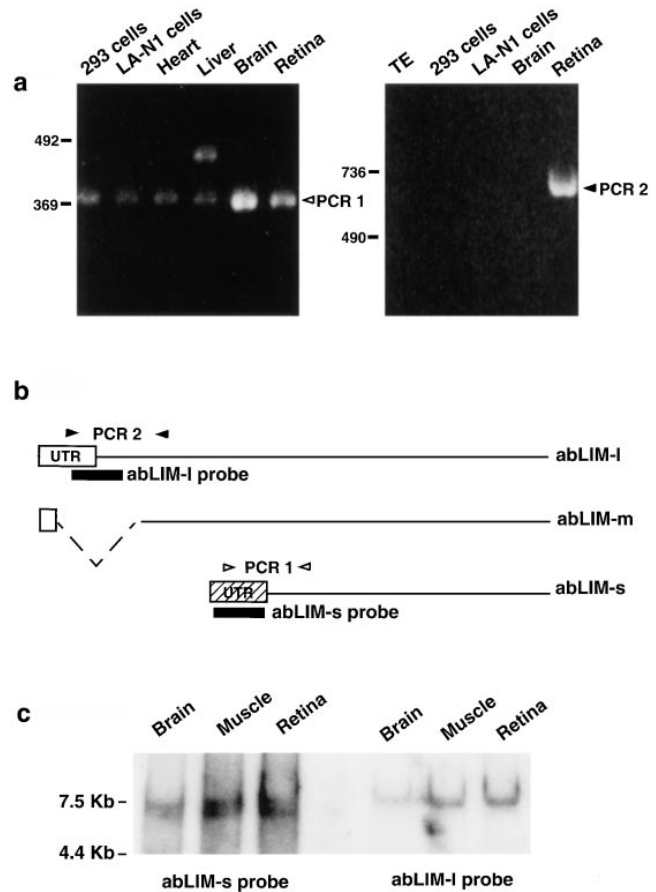 a
293 cells LA-N1 cells Heart Liver Brain Retina
TE 293 cells LA-N1 cells Brain Retina
492
369
PCR 1
736
490
PCR 2
b
PCR 2
UTR
abLIM-l
abLIM-l probe
abLIM-m
PCR 1
UTR
abLIM-s
abLIM-s probe
c
Brain Muscle Retina Brain Muscle Retina
7.5 Kb
4.4 Kb
abLIM-s probe abLIM-l probe